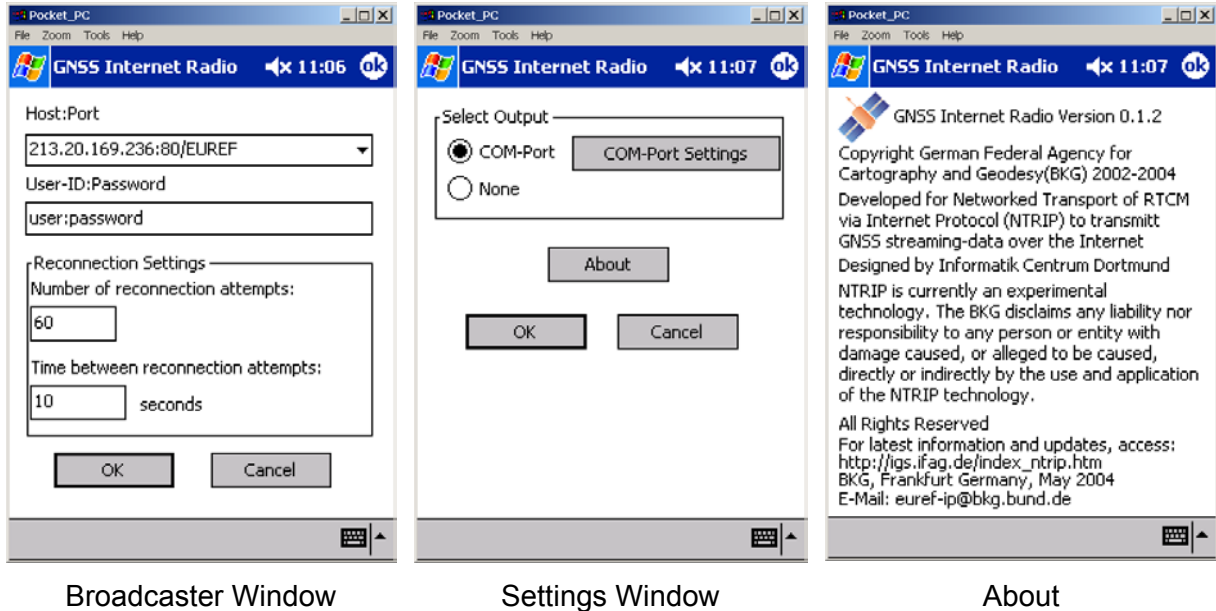 Pocket_PC
File Zoom Tools Help
GNSS Internet Radio 11:06 ok
Host:Port
213.20.169.236:80/EUREF
User-ID:Password
user:password
Reconnection Settings
Number of reconnection attempts:
60
Time between reconnection attempts:
10 seconds
OK Cancel
Broadcaster Window
Pocket_PC
File Zoom Tools Help
GNSS Internet Radio 11:07 ok
Select Output
COM-Port COM-Port Settings
None
About
OK Cancel
Settings Window
Pocket_PC
File Zoom Tools Help
GNSS Internet Radio 11:07 ok
GNSS Internet Radio Version 0.1.2
Copyright German Federal Agency for
Cartography and Geodesy(BKG) 2002-2004
Developed for Networked Transport of RTCM
via Internet Protocol (NTRIP) to transmitt
GNSS streaming-data over the Internet
Designed by Informatik Centrum Dortmund
NTRIP is currently an experimental
technology. The BKG disclaims any liability nor
responsibility to any person or entity with
damage caused, or alleged to be caused,
directly or indirectly by the use and application
of the NTRIP technology.
All Rights Reserved
For latest information and updates, access:
http://igs.ifag.de/index_ntrip.htm
BKG, Frankfurt Germany, May 2004
E-Mail: euref-ip@bkg.bund.de
About